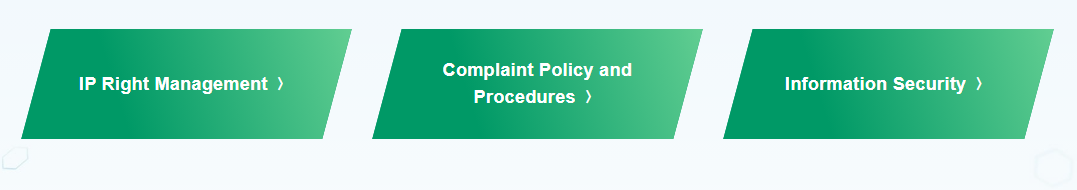 IP Right Management 〉
Complaint Policy and
Procedures 〉
Information Security 〉